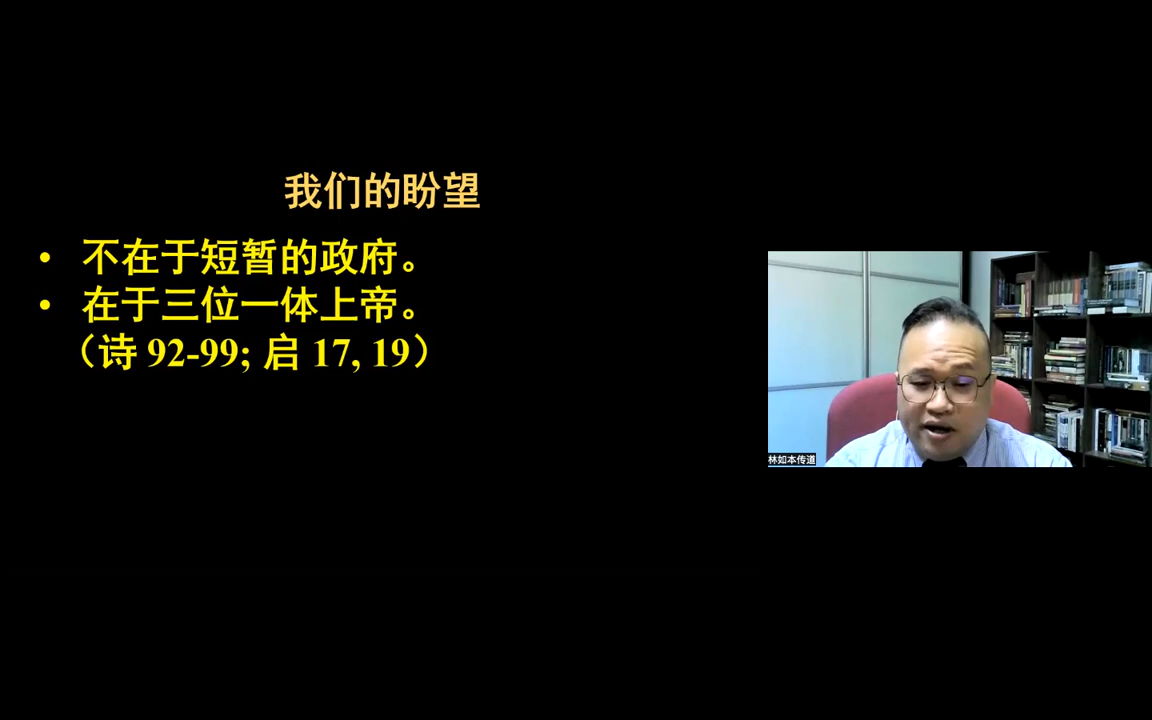 我们的盼望
• 不在于短暂的政府。
• 在于三位一体上帝。
（诗 92-99; 启 17, 19）
林如本传道